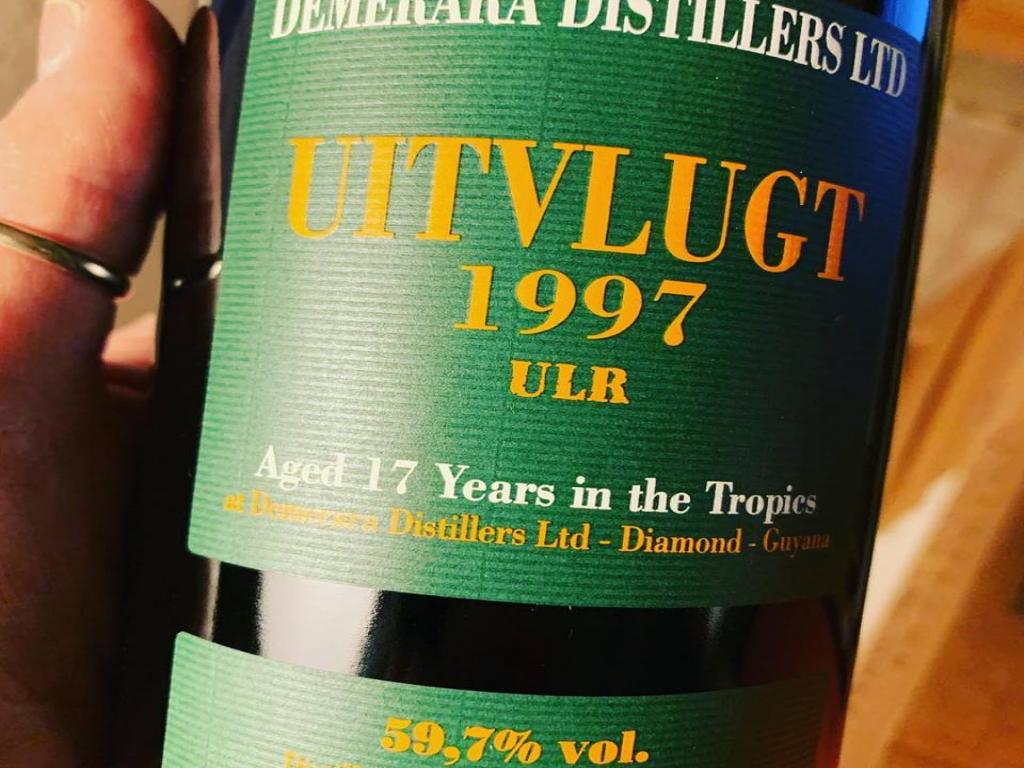 DEMERARA DISTILLERS LTD
UITVLUGT
1997
ULR
Aged 17 Years in the Tropics
at Demerara Distillers Ltd - Diamond - Guyana
59,7% vol.